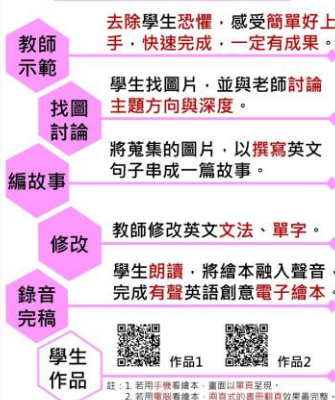 教師
示範
去除學生恐懼，感受簡單好上
手，快速完成，一定有成果。
找圖
討論
學生找圖片，並與老師討論
主題方向與深度。
編故事
將蒐集的圖片，以撰寫英文
句子串成一篇故事。
修改
教師修改英文文法、單字。
錄音
完稿
學生朗讀，將繪本融入聲音，
完成有聲英語創意電子繪本。
學生
作品
作品1
作品2
註：1. 若用手機看繪本，畫面以單頁呈現。
2. 若用電腦看繪本，兩頁式的書冊翻頁效果最完整。